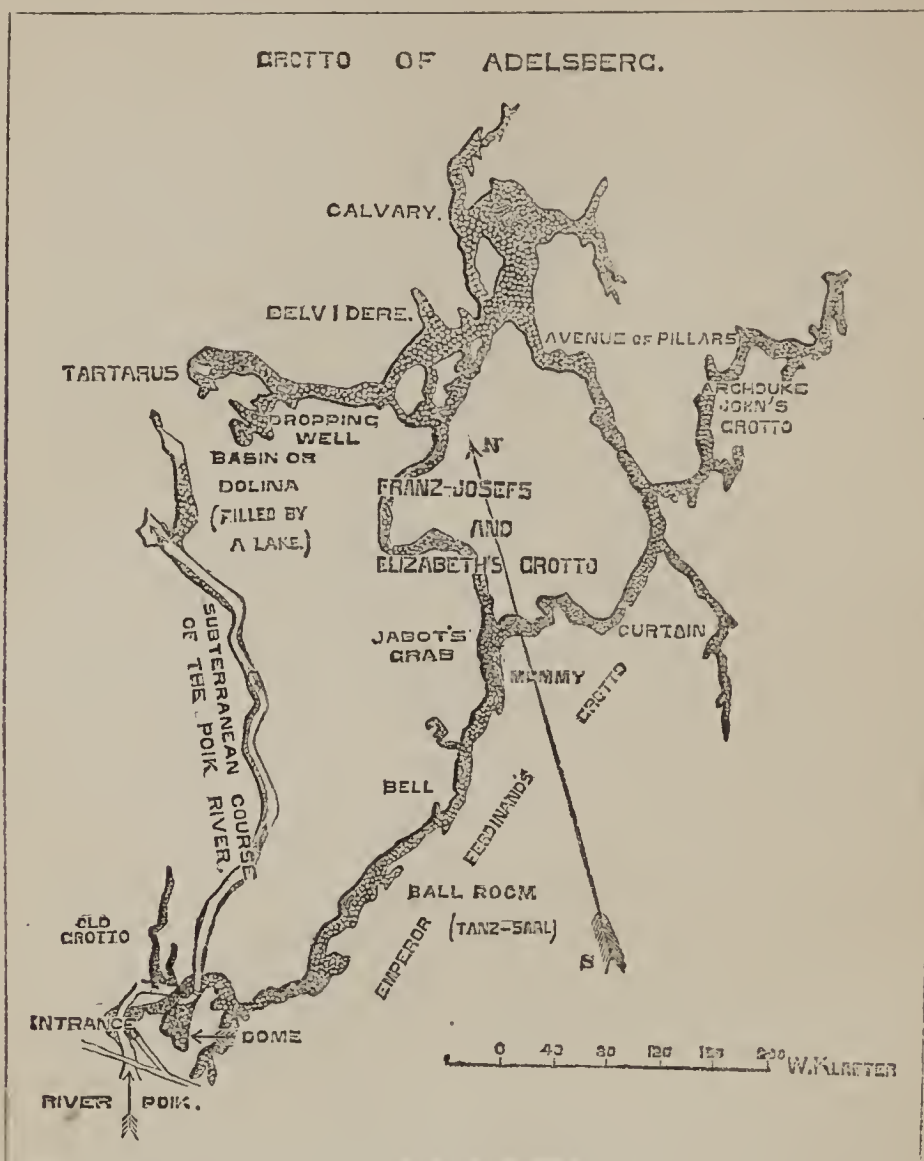 GROTTO OF ADELSBERG.
CALVARY.
BELVIDERE.
AVENUE OF PILLARS
TARTARUS
ARCHDUKE
JOHN'S
GROTTO
DROPPING
WELL
BASIN OR
DOLINA
(FILLED BY
A LAKE.)
N
FRANZ-JOSEFS
AND
ELIZABETH'S GROTTO
SUBTERRANEAN COURSE
OF THE POIK RIVER.
JABOT'S
GRAB
CURTAIN
MUMMY
BELL
EMPEROR FERDINAND'S GROTTO
BALL ROOM
(TANZ-SAAL)
OLD
GROTTO
S
ENTRANCE
DOME
0 40 80 120 160 200 W.KLAFTER
RIVER POIK.